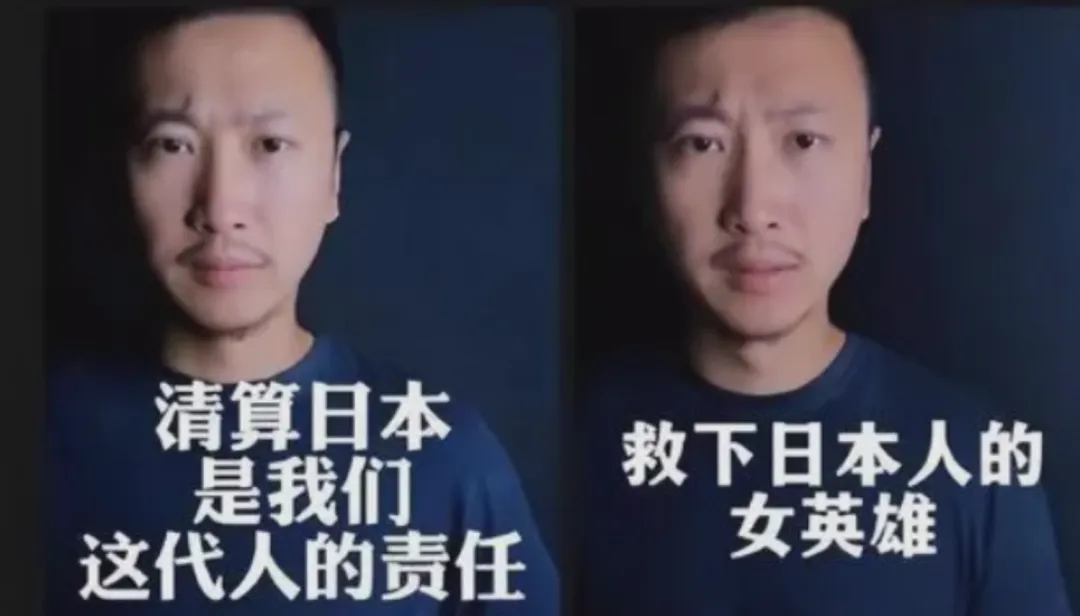 清算日本
是我们
这代人的责任
救下日本人的
女英雄